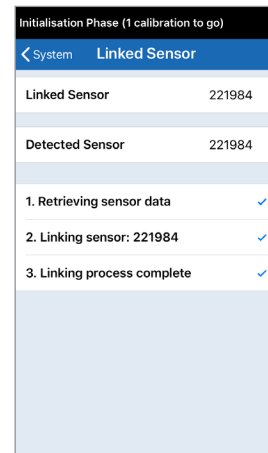 Initialisation Phase (1 calibration to go)
System Linked Sensor
Linked Sensor 221984
Detected Sensor 221984
1. Retrieving sensor data
2. Linking sensor: 221984
3. Linking process complete